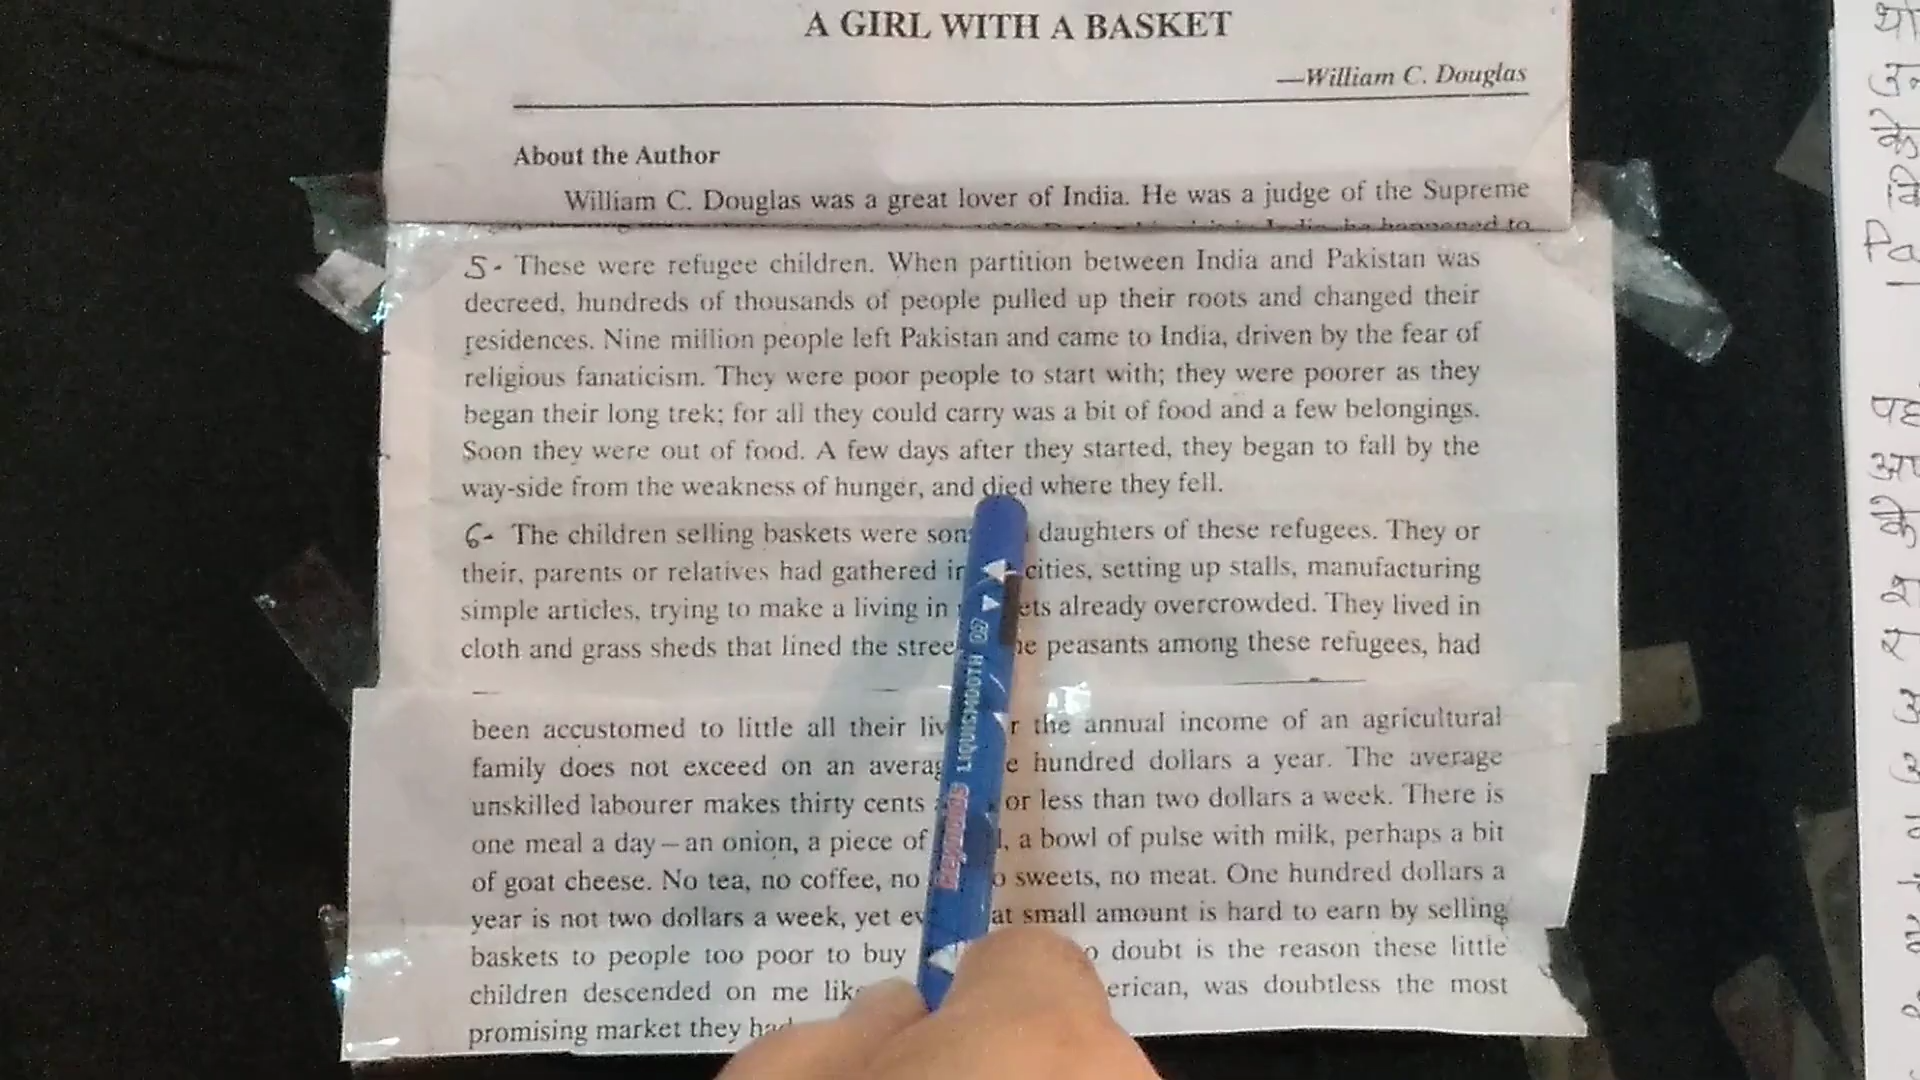 A GIRL WITH A BASKET
—William C. Douglas
About the Author
William C. Douglas was a great lover of India. He was a judge of the Supreme
5- These were refugee children. When partition between India and Pakistan was
decreed, hundreds of thousands of people pulled up their roots and changed their
residences. Nine million people left Pakistan and came to India, driven by the fear of
religious fanaticism. They were poor people to start with; they were poorer as they
began their long trek; for all they could carry was a bit of food and a few belongings.
Soon they were out of food. A few days after they started, they began to fall by the
way-side from the weakness of hunger, and died where they fell.
6- The children selling baskets were daughters of these refugees. They or
their, parents or relatives had gathered cities, setting up stalls, manufacturing
simple articles, trying to make a living in already overcrowded. They lived in
cloth and grass sheds that lined the peasants among these refugees, had
been accustomed to little all their the annual income of an agricultural
family does not exceed on an hundred dollars a year. The average
unskilled labourer makes thirty cents or less than two dollars a week. There is
one meal a day – an onion, a piece of a bowl of pulse with milk, perhaps a bit
of goat cheese. No tea, no coffee, no sweets, no meat. One hundred dollars a
year is not two dollars a week, yet small amount is hard to earn by selling
baskets to people too poor to buy doubt is the reason these little
children descended on me was doubtless the most
promising market they
Reynolds LIQUISMOOTH 07